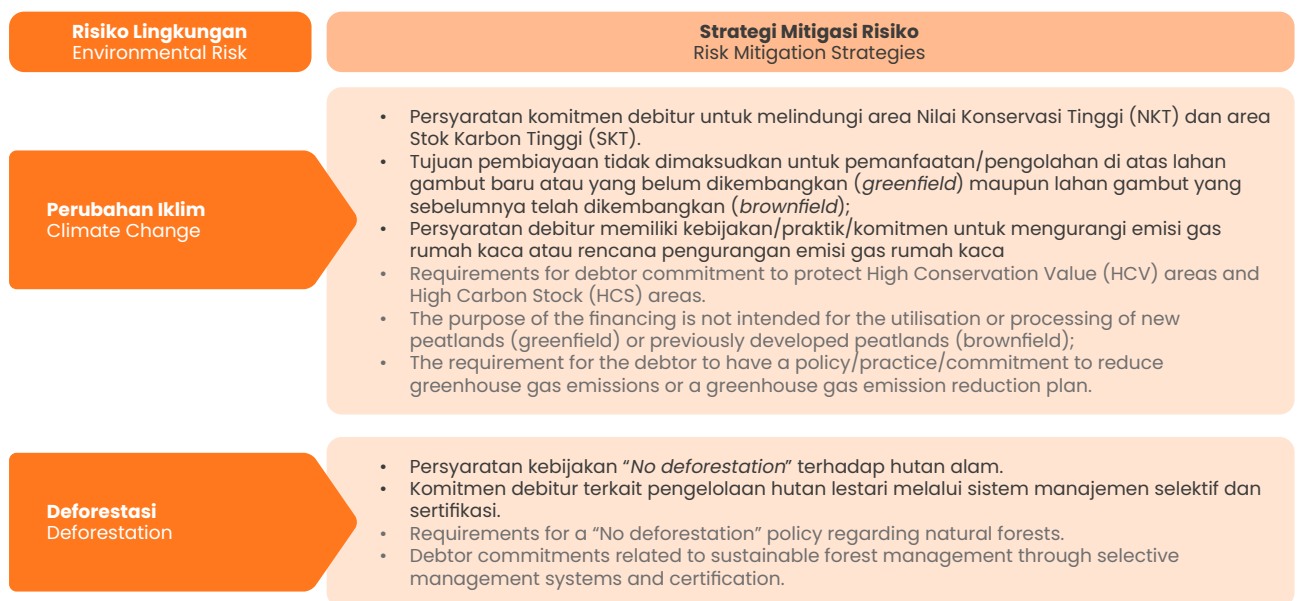 Risiko Lingkungan
Environmental Risk
Strategi Mitigasi Risiko
Risk Mitigation Strategies
Perubahan Iklim
Climate Change
• Persyaratan komitmen debitur untuk melindungi area Nilai Konservasi Tinggi (NKT) dan area
Stok Karbon Tinggi (SKT).
• Tujuan pembiayaan tidak dimaksudkan untuk pemanfaatan/pengolahan di atas lahan
gambut baru atau yang belum dikembangkan (greenfield) maupun lahan gambut yang
sebelumnya telah dikembangkan (brownfield);
• Persyaratan debitur memiliki kebijakan/praktik/komitmen untuk mengurangi emisi gas
rumah kaca atau rencana pengurangan emisi gas rumah kaca
• Requirements for debtor commitment to protect High Conservation Value (HCV) areas and
High Carbon Stock (HCS) areas.
• The purpose of the financing is not intended for the utilisation or processing of new
peatlands (greenfield) or previously developed peatlands (brownfield);
• The requirement for the debtor to have a policy/practice/commitment to reduce
greenhouse gas emissions or a greenhouse gas emission reduction plan.
Deforestasi
Deforestation
• Persyaratan kebijakan “No deforestation” terhadap hutan alam.
• Komitmen debitur terkait pengelolaan hutan lestari melalui sistem manajemen selektif dan
sertifikasi.
• Requirements for a “No deforestation” policy regarding natural forests.
• Debtor commitments related to sustainable forest management through selective
management systems and certification.